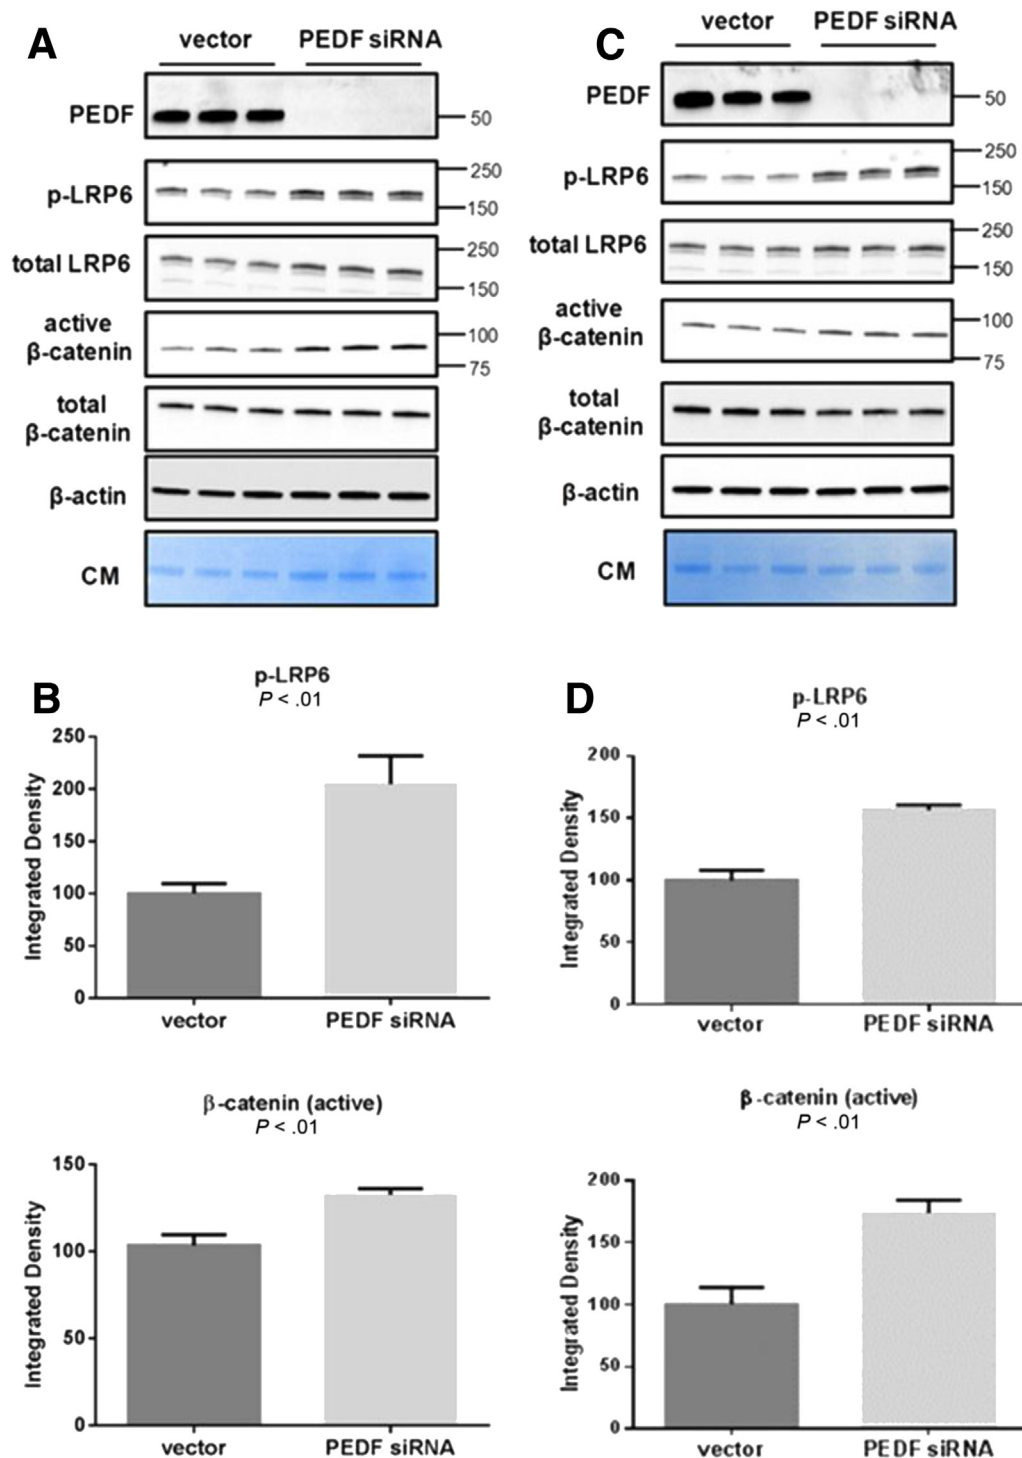 A
vector PEDF siRNA
PEDF
50
p-LRP6
250
150
total LRP6
250
150
active
β-catenin
100
75
total
β-catenin
β-actin
CM
C
vector PEDF siRNA
PEDF
50
p-LRP6
250
150
total LRP6
250
150
active
β-catenin
100
75
total
β-catenin
β-actin
CM
B
p-LRP6
P < .01
Integrated Density
250
200
150
100
50
0
vector PEDF siRNA
β-catenin (active)
P < .01
Integrated Density
150
100
50
0
vector PEDF siRNA
D
p-LRP6
P < .01
Integrated Density
200
150
100
50
0
vector PEDF siRNA
β-catenin (active)
P < .01
Integrated Density
200
150
100
50
0
vector PEDF siRNA